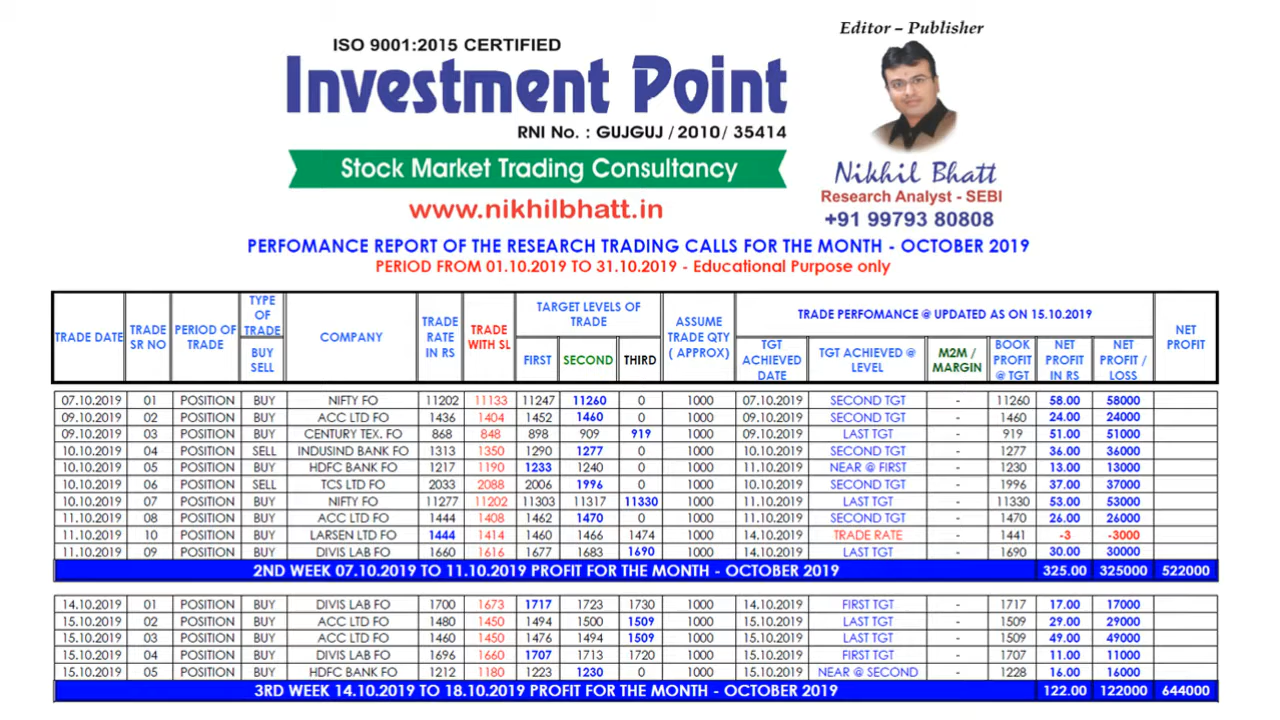 Editor – Publisher
ISO 9001:2015 CERTIFIED
Investment Point
RNI No. : GUJGUJ / 2010/ 35414
Stock Market Trading Consultancy
www.nikhilbhatt.in
Nikhil Bhatt
Research Analyst - SEBI
+91 99793 80808
PERFOMANCE REPORT OF THE RESEARCH TRADING CALLS FOR THE MONTH - OCTOBER 2019
PERIOD FROM 01.10.2019 TO 31.10.2019 - Educational Purpose only
TRADE DATE TRADE SR NO PERIOD OF TRADE TYPE OF TRADE BUY SELL COMPANY TRADE RATE IN RS TRADE WITH SL TARGET LEVELS OF TRADE FIRST SECOND THIRD ASSUME TRADE QTY ( APPROX) TRADE PERFOMANCE @ UPDATED AS ON 15.10.2019 TGT ACHIEVED DATE TGT ACHIEVED @ LEVEL M2M / MARGIN BOOK PROFIT @ TGT NET PROFIT IN RS NET PROFIT / LOSS NET PROFIT
07.10.2019 01 POSITION BUY NIFTY FO 11202 11133 11247 11260 0 1000 07.10.2019 SECOND TGT - 11260 58.00 58000
09.10.2019 02 POSITION BUY ACC LTD FO 1436 1404 1452 1460 0 1000 09.10.2019 SECOND TGT - 1460 24.00 24000
09.10.2019 03 POSITION BUY CENTURY TEX. FO 868 848 898 909 919 1000 09.10.2019 LAST TGT - 919 51.00 51000
10.10.2019 04 POSITION SELL INDUSIND BANK FO 1313 1350 1290 1277 0 1000 10.10.2019 SECOND TGT - 1277 36.00 36000
10.10.2019 05 POSITION BUY HDFC BANK FO 1217 1190 1233 1240 0 1000 11.10.2019 NEAR @ FIRST - 1230 13.00 13000
10.10.2019 06 POSITION SELL TCS LTD FO 2033 2088 2006 1996 0 1000 10.10.2019 SECOND TGT - 1996 37.00 37000
10.10.2019 07 POSITION BUY NIFTY FO 11277 11202 11303 11317 11330 1000 11.10.2019 LAST TGT - 11330 53.00 53000
11.10.2019 08 POSITION BUY ACC LTD FO 1444 1408 1462 1470 0 1000 11.10.2019 SECOND TGT - 1470 26.00 26000
11.10.2019 10 POSITION BUY LARSEN LTD FO 1444 1414 1460 1466 1474 1000 14.10.2019 TRADE RATE - 1441 -3 -3000
11.10.2019 09 POSITION BUY DIVIS LAB FO 1660 1616 1677 1683 1690 1000 14.10.2019 LAST TGT - 1690 30.00 30000
2ND WEEK 07.10.2019 TO 11.10.2019 PROFIT FOR THE MONTH - OCTOBER 2019 325.00 325000 522000
14.10.2019 01 POSITION BUY DIVIS LAB FO 1700 1673 1717 1723 1730 1000 14.10.2019 FIRST TGT - 1717 17.00 17000
15.10.2019 02 POSITION BUY ACC LTD FO 1480 1450 1494 1500 1509 1000 15.10.2019 LAST TGT - 1509 29.00 29000
15.10.2019 03 POSITION BUY ACC LTD FO 1460 1450 1476 1494 1509 1000 15.10.2019 LAST TGT - 1509 49.00 49000
15.10.2019 04 POSITION BUY DIVIS LAB FO 1696 1660 1707 1713 1720 1000 15.10.2019 FIRST TGT - 1707 11.00 11000
15.10.2019 05 POSITION BUY HDFC BANK FO 1212 1180 1223 1230 0 1000 15.10.2019 NEAR @ SECOND - 1228 16.00 16000
3RD WEEK 14.10.2019 TO 18.10.2019 PROFIT FOR THE MONTH - OCTOBER 2019 122.00 122000 644000